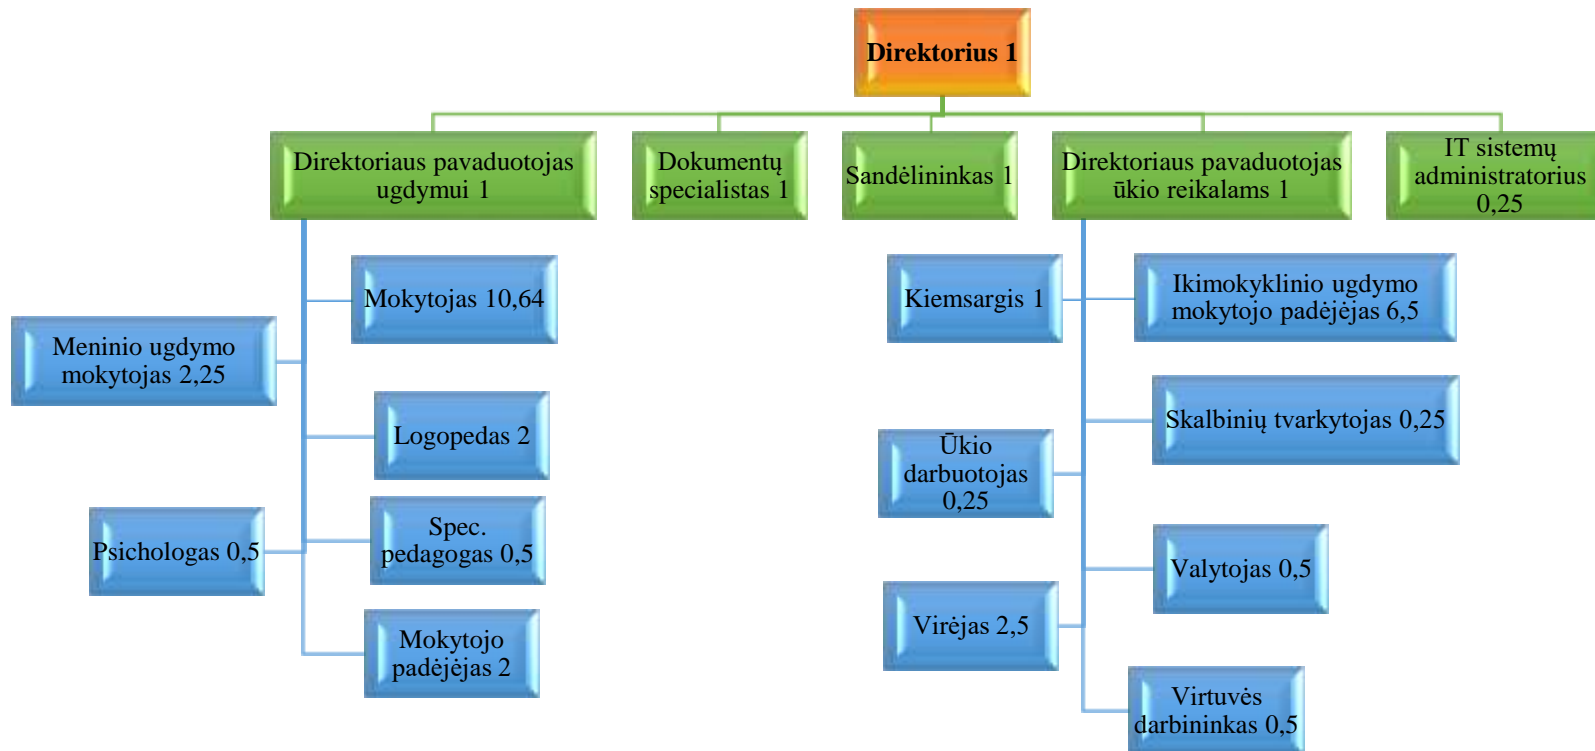 Direktorius 1
Direktoriaus pavaduotojas
ugdymui 1
Dokumentų
specialistas 1
Sandėlininkas 1
Direktoriaus pavaduotojas
ūkio reikalams 1
IT sistemų
administratorius
0,25
Mokytojas 10,64
Meninio ugdymo
mokytojas 2,25
Logopedas 2
Psichologas 0,5
Spec.
pedagogas 0,5
Mokytojo
padėjėjas 2
Kiemsargis 1
Ikimokyklinio ugdymo
mokytojo padėjėjas 6,5
Skalbinių tvarkytojas 0,25
Ūkio
darbuotojas
0,25
Valytojas 0,5
Virėjas 2,5
Virtuvės
darbininkas 0,5